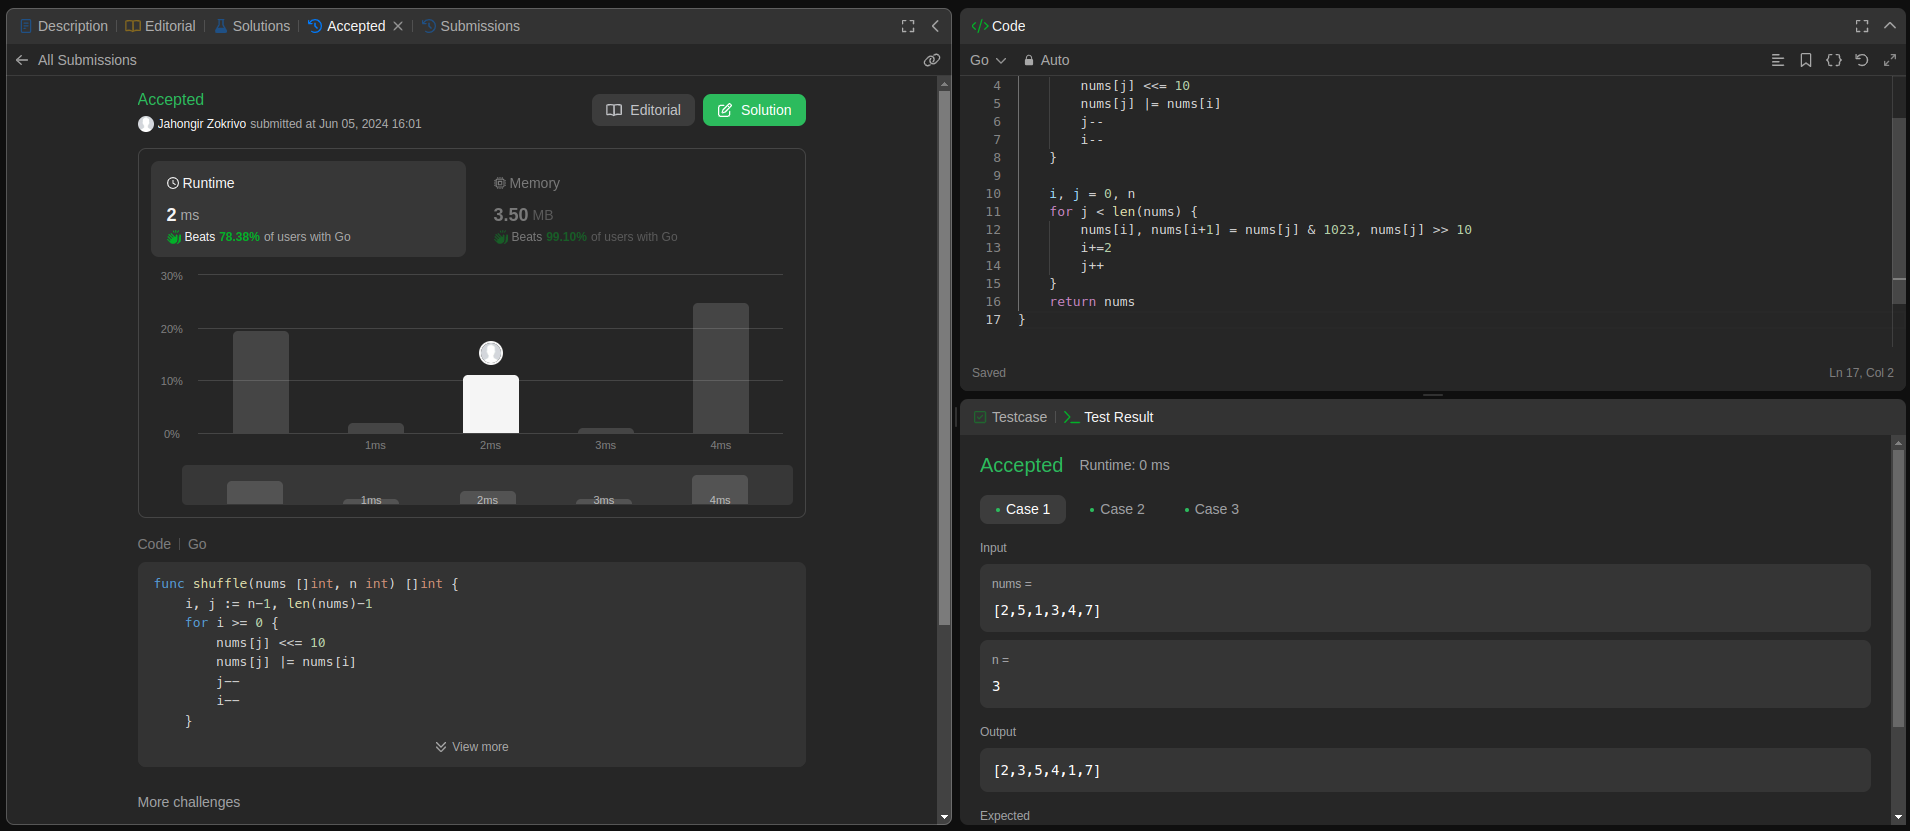 Description | Editorial | Solutions | Accepted | Submissions
All Submissions
Accepted
Jahongir Zokrivo submitted at Jun 05, 2024 16:01
Editorial
Solution
Runtime
2 ms
Beats 78.38% of users with Go
Memory
3.50 MB
Beats 99.10% of users with Go
30%
20%
10%
0%
1ms 2ms 3ms 4ms
1ms 2ms 3ms 4ms
Code | Go
func shuffle(nums []int, n int) []int {
    i, j := n-1, len(nums)-1
    for i >= 0 {
        nums[j] <<= 10
        nums[j] |= nums[i]
        j--
        i--
    }
View more
More challenges
</> Code
Go Auto
4         nums[j] <<= 10
5         nums[j] |= nums[i]
6         j--
7         i--
8     }
9
10     i, j = 0, n
11     for j < len(nums) {
12         nums[i], nums[i+1] = nums[j] & 1023, nums[j] >> 10
13         i+=2
14         j++
15     }
16     return nums
17 }
Saved
Ln 17, Col 2
Testcase | >_ Test Result
Accepted Runtime: 0 ms
• Case 1 • Case 2 • Case 3
Input
nums =
[2,5,1,3,4,7]
n =
3
Output
[2,3,5,4,1,7]
Expected